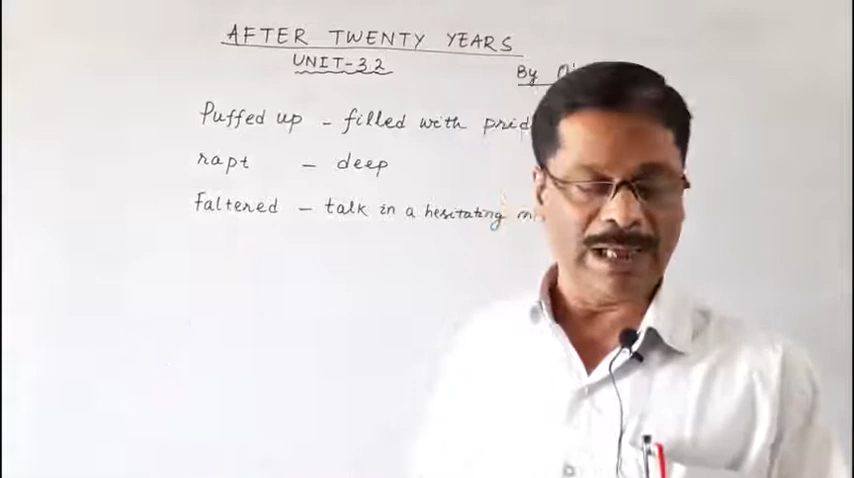 AFTER TWENTY YEARS
UNIT-32
By
Puffed up - filled with
rapt - deep
Faltered - talk in a hesitating